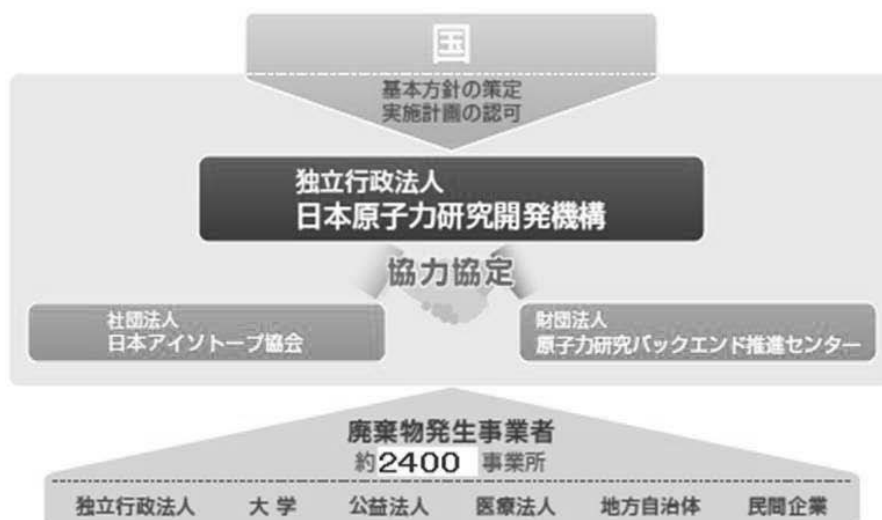 国
基本方針の策定
実施計画の認可
独立行政法人
日本原子力研究開発機構
協力協定
社団法人
日本アイソトープ協会
財団法人
原子力研究バックエンド推進センター
廃棄物発生事業者
約2400 事業所
独立行政法人 大学 公益法人 医療法人 地方自治体 民間企業